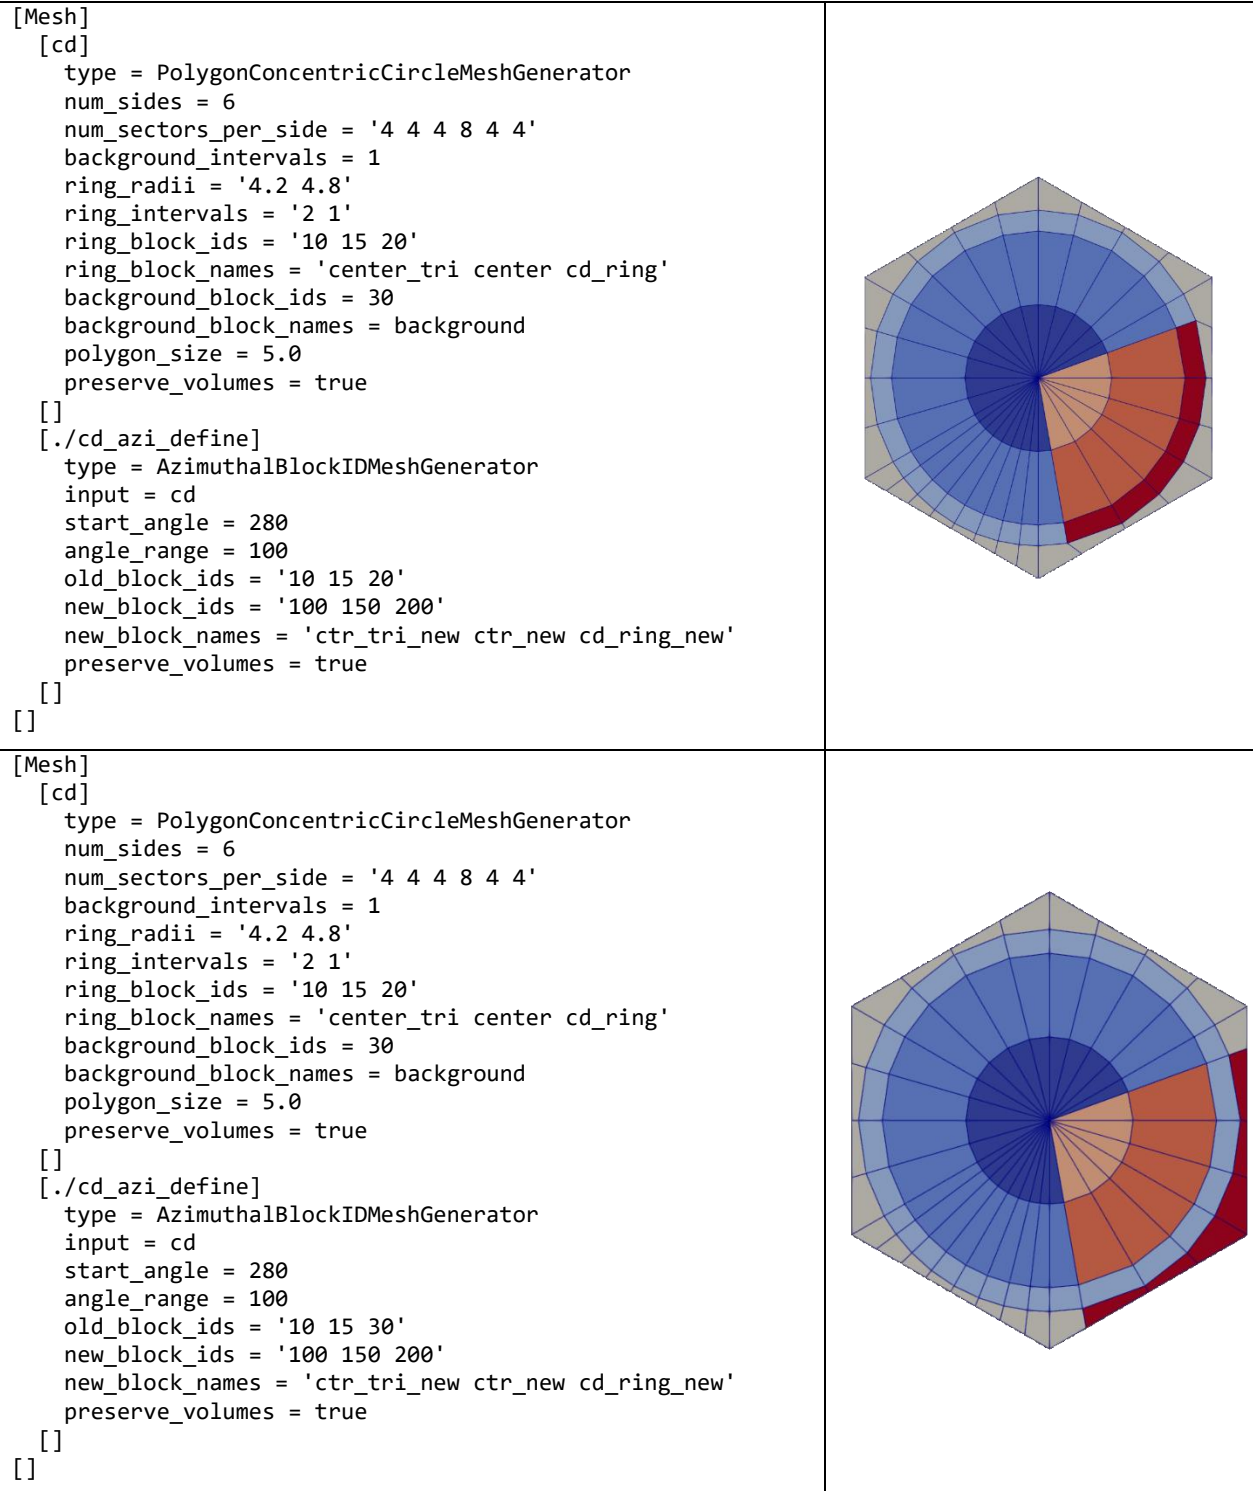 [Mesh]
  [cd]
    type = PolygonConcentricCircleMeshGenerator
    num_sides = 6
    num_sectors_per_side = '4 4 4 8 4 4'
    background_intervals = 1
    ring_radii = '4.2 4.8'
    ring_intervals = '2 1'
    ring_block_ids = '10 15 20'
    ring_block_names = 'center_tri center cd_ring'
    background_block_ids = 30
    background_block_names = background
    polygon_size = 5.0
    preserve_volumes = true
  []
  [./cd_azi_define]
    type = AzimuthalBlockIDMeshGenerator
    input = cd
    start_angle = 280
    angle_range = 100
    old_block_ids = '10 15 20'
    new_block_ids = '100 150 200'
    new_block_names = 'ctr_tri_new ctr_new cd_ring_new'
    preserve_volumes = true
  []
[]
[Mesh]
  [cd]
    type = PolygonConcentricCircleMeshGenerator
    num_sides = 6
    num_sectors_per_side = '4 4 4 8 4 4'
    background_intervals = 1
    ring_radii = '4.2 4.8'
    ring_intervals = '2 1'
    ring_block_ids = '10 15 20'
    ring_block_names = 'center_tri center cd_ring'
    background_block_ids = 30
    background_block_names = background
    polygon_size = 5.0
    preserve_volumes = true
  []
  [./cd_azi_define]
    type = AzimuthalBlockIDMeshGenerator
    input = cd
    start_angle = 280
    angle_range = 100
    old_block_ids = '10 15 30'
    new_block_ids = '100 150 200'
    new_block_names = 'ctr_tri_new ctr_new cd_ring_new'
    preserve_volumes = true
  []
[]